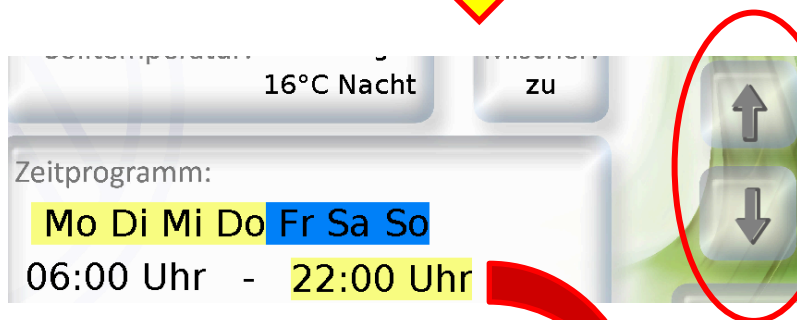 16°C Nacht
zu
Zeitprogramm:
Mo Di Mi Do Fr Sa So
06:00 Uhr - 22:00 Uhr